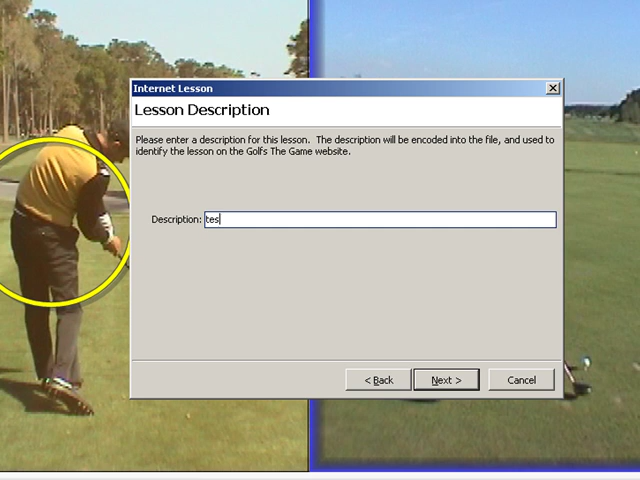 Internet Lesson
Lesson Description
Please enter a description for this lesson.  The description will be encoded into the file, and used to
identify the lesson on the Golfs The Game website.
Description: tes
< Back Next > Cancel